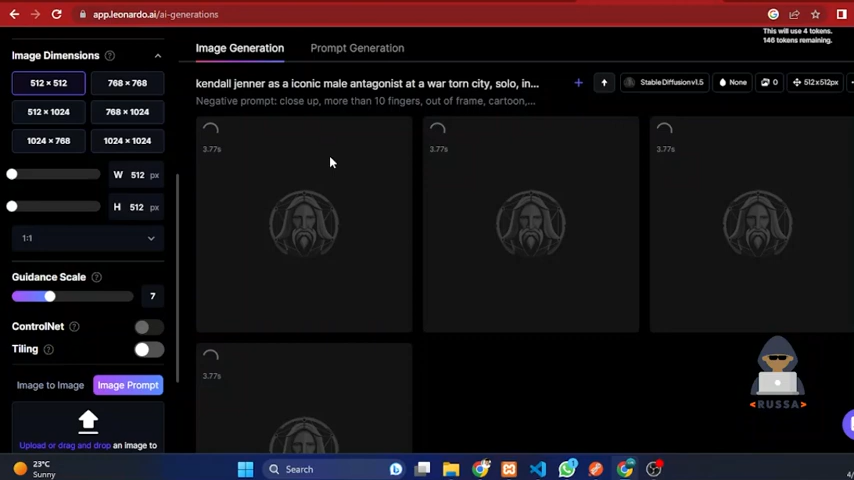 app.leonardo.ai/ai-generations
This will use 4 tokens.
146 tokens remaining.
Image Dimensions
Image Generation
Prompt Generation
512 × 512
768 × 768
kendall jenner as a iconic male antagonist at a war torn city, solo, in...
StableDiffusion v1.5
None
0
512x512px
Negative prompt: close up, more than 10 fingers, out of frame, cartoon,...
512 × 1024
768 × 1024
1024 × 768
1024 × 1024
3.77s
3.77s
3.77s
W 512 px
H 512 px
1:1
Guidance Scale
7
ControlNet
Tiling
3.77s
Image to Image
Image Prompt
<RUSSA>
Upload or drag and drop an image to
23°C
Sunny
Search
4/